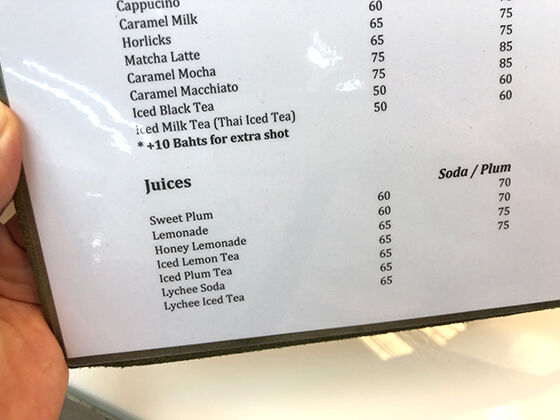 Cappucino
Caramel Milk 60
Horlicks 65 75
Matcha Latte 65 75
Caramel Mocha 75 85
Caramel Macchiato 75 85
Iced Black Tea 50 60
Iced Milk Tea (Thai Iced Tea) 50 60
* +10 Bahts for extra shot
Juices Soda / Plum
Sweet Plum 60 70
Lemonade 60 70
Honey Lemonade 65 75
Iced Lemon Tea 65 75
Iced Plum Tea 65
Lychee Soda 65
Lychee Iced Tea 65